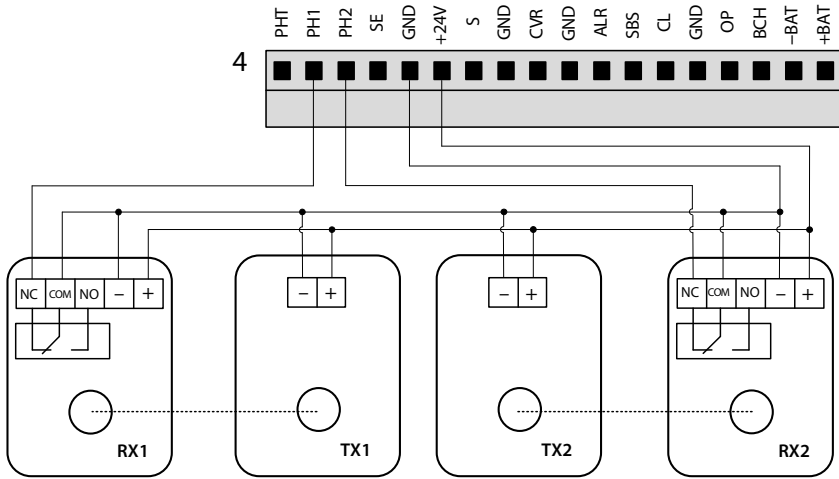 PHT PH1 PH2 SE GND +24V S GND CVR GND ALR SBS CL GND OP BCH –BAT +BAT
4
NC COM NO – +
– +
– +
NC COM NO – +
RX1
TX1
TX2
RX2